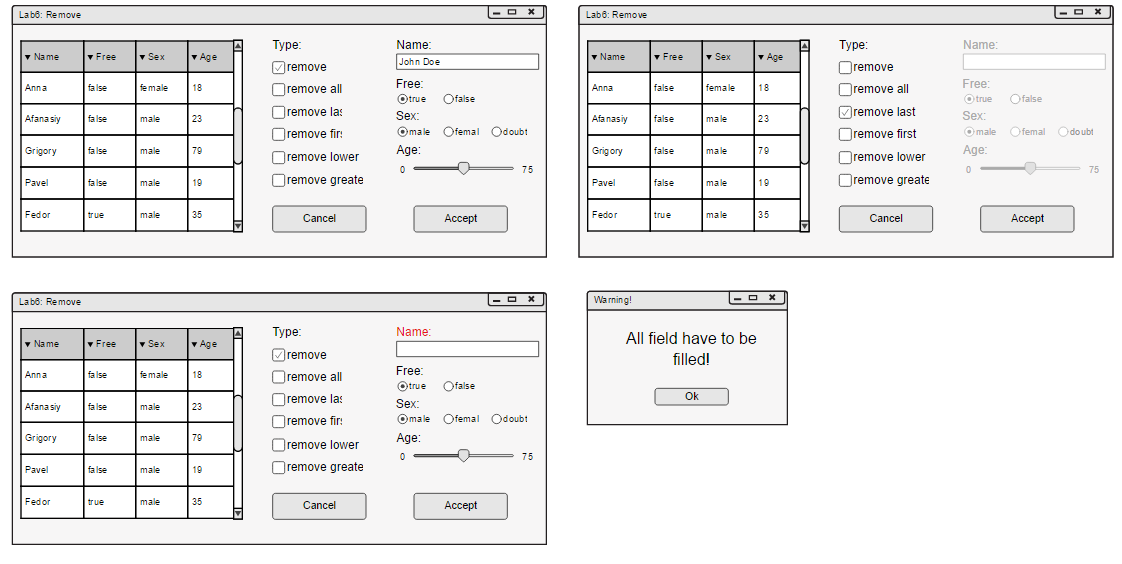 Lab6: Remove
▼ Name ▼ Free ▼ Sex ▼ Age
Anna false female 18
Afanasiy false male 23
Grigory false male 79
Pavel false male 19
Fedor true male 35
Type:
remove
remove all
remove las
remove firs
remove lower
remove greate
Cancel
Name:
John Doe
Free:
true false
Sex:
male femal doubt
Age:
0 75
Accept
Lab6: Remove
▼ Name ▼ Free ▼ Sex ▼ Age
Anna false female 18
Afanasiy false male 23
Grigory false male 79
Pavel false male 19
Fedor true male 35
Type:
remove
remove all
remove last
remove first
remove lower
remove greate
Cancel
Name:
Free:
true false
Sex:
male femal doubt
Age:
0 75
Accept
Lab6: Remove
▼ Name ▼ Free ▼ Sex ▼ Age
Anna false female 18
Afanasiy false male 23
Grigory false male 79
Pavel false male 19
Fedor true male 35
Type:
remove
remove all
remove las
remove firs
remove lower
remove greate
Cancel
Name:
Free:
true false
Sex:
male femal doubt
Age:
0 75
Accept
Warning!
All field have to be
filled!
Ok